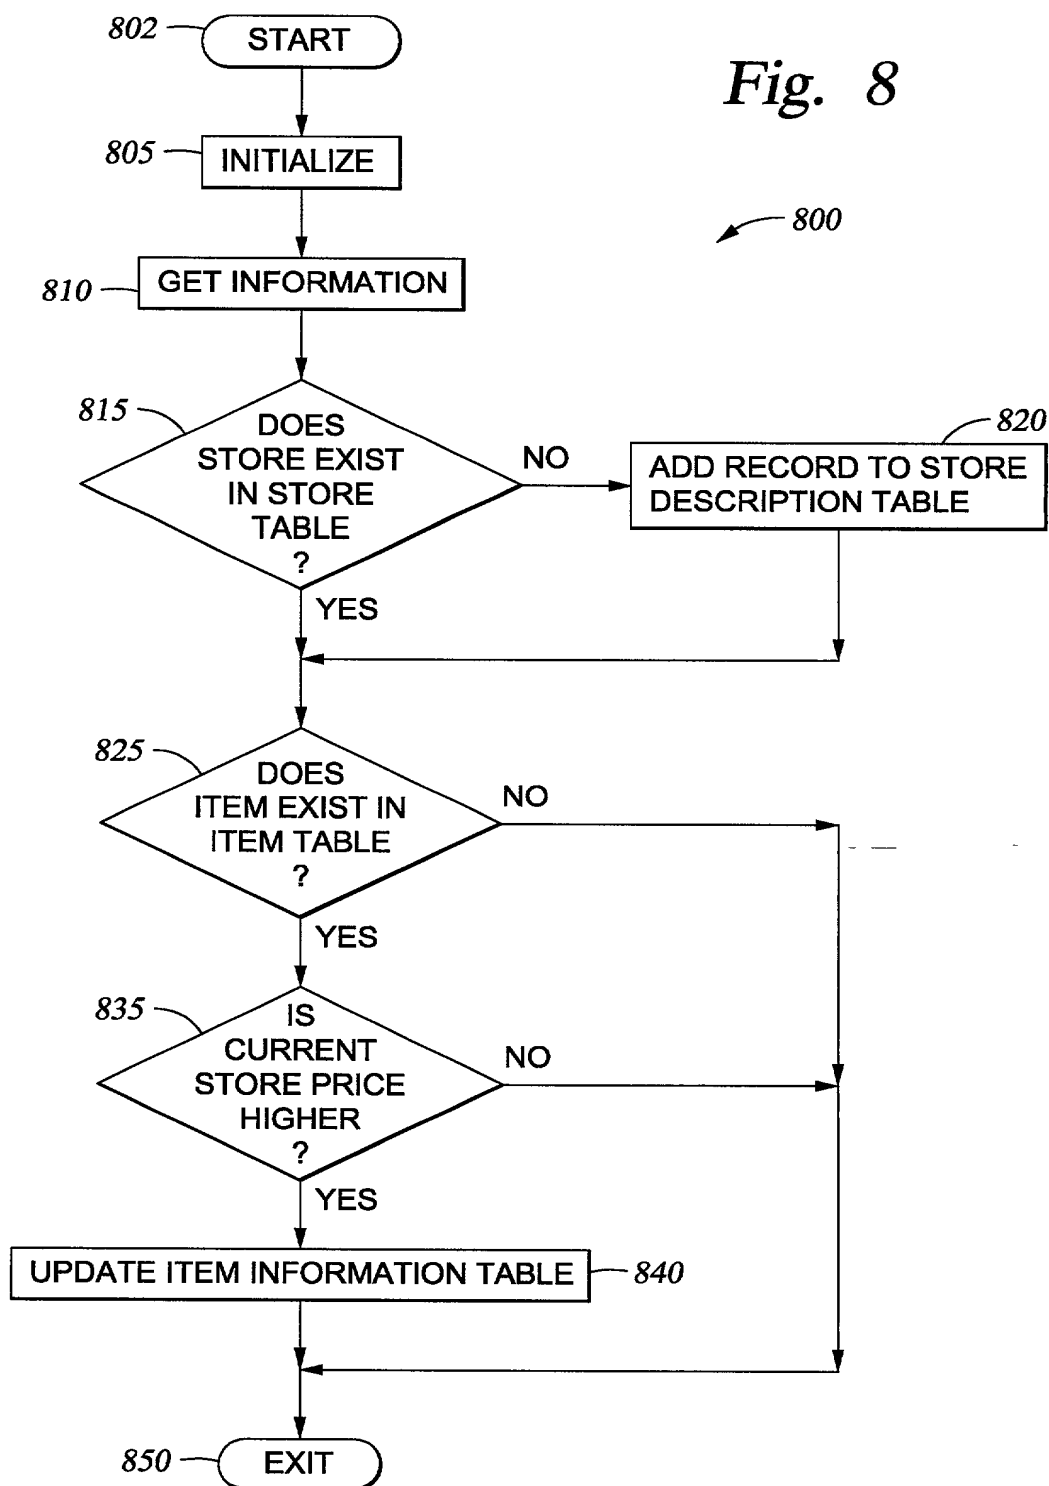 802
START
Fig. 8
805
INITIALIZE
800
810
GET INFORMATION
815
DOES
STORE EXIST
IN STORE
TABLE
?
NO
820
ADD RECORD TO STORE
DESCRIPTION TABLE
YES
825
DOES
ITEM EXIST IN
ITEM TABLE
?
NO
YES
835
IS
CURRENT
STORE PRICE
HIGHER
?
NO
YES
UPDATE ITEM INFORMATION TABLE
840
850
EXIT